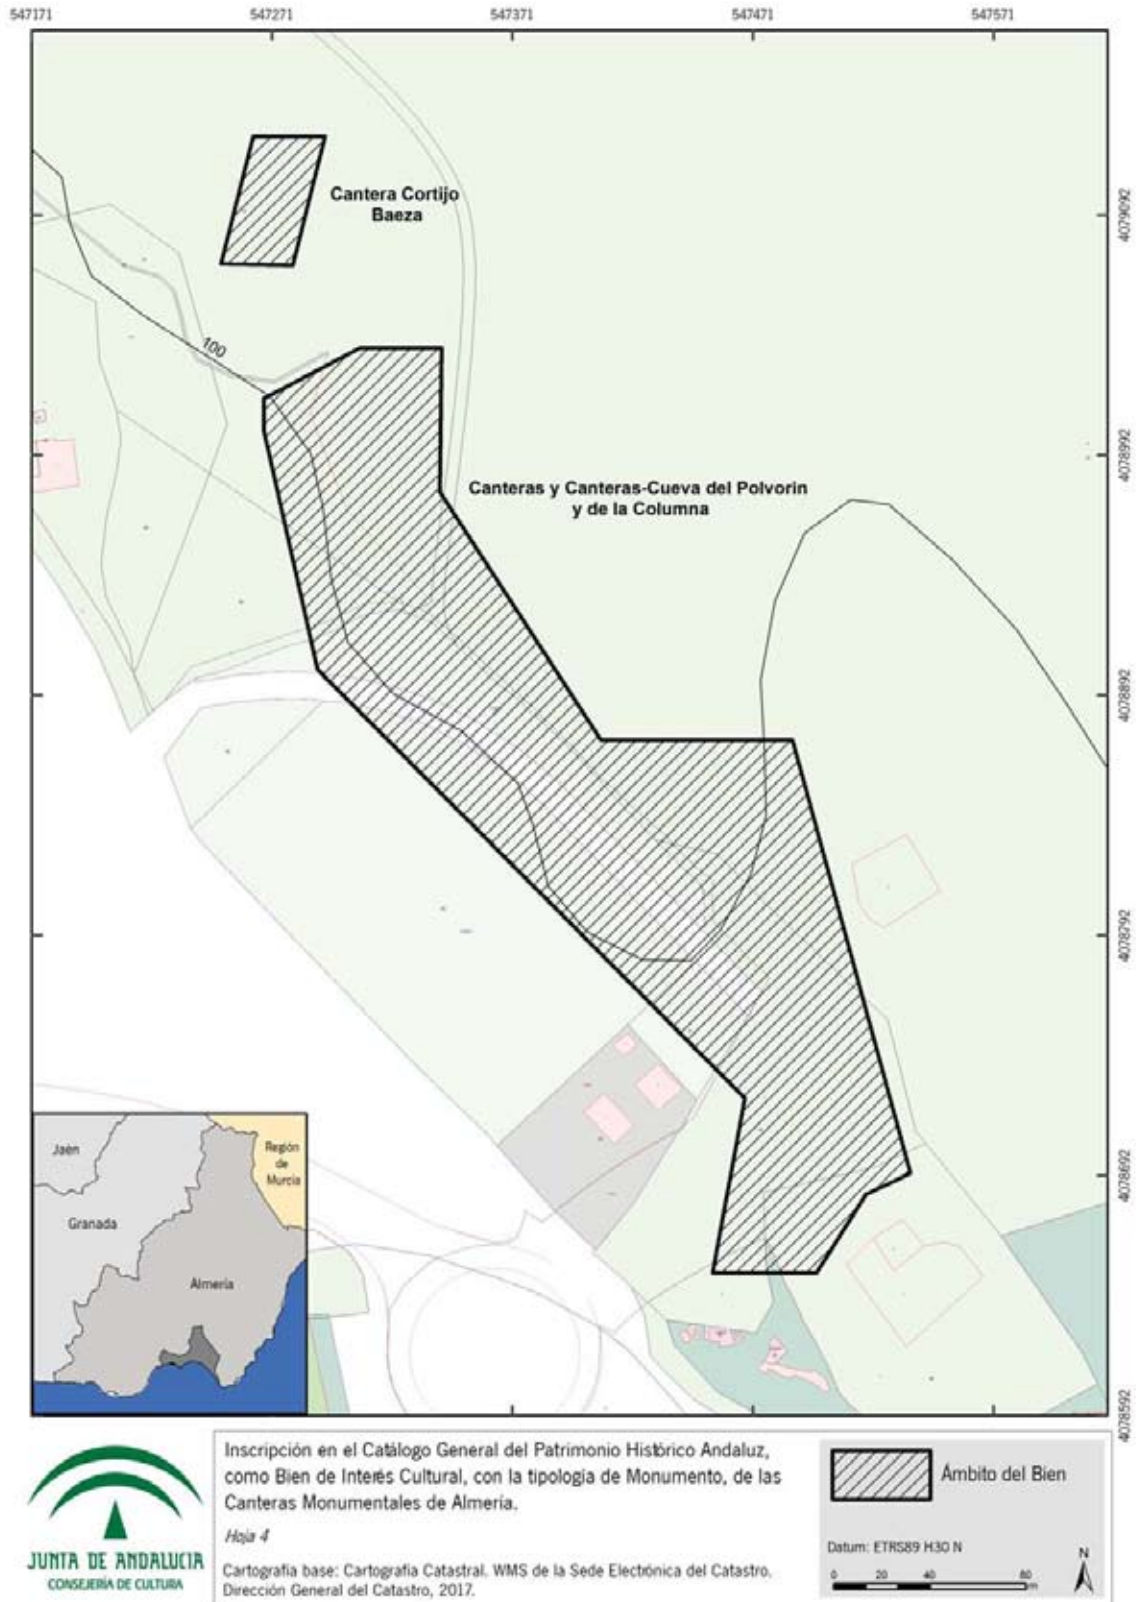 547171 547271 547371 547471 547571
Cantera Cortijo
Baeza
4079092
100
4078992
Canteras y Canteras-Cueva del Polvorin
y de la Columna
4078892
4078792
4078692
4078592
Jaén
Región
de
Murcia
Granada
Almería
JUNTA DE ANDALUCIA
CONSEJERÍA DE CULTURA
Inscripción en el Catálogo General del Patrimonio Histórico Andaluz,
como Bien de Interés Cultural, con la tipología de Monumento, de las
Canteras Monumentales de Almería.
Hoja 4
Cartografía base: Cartografía Catastral. WMS de la Sede Electrónica del Catastro.
Dirección General del Catastro, 2017.
Ámbito del Bien
Datum: ETRS89 H30 N
N
0 20 40 80
m